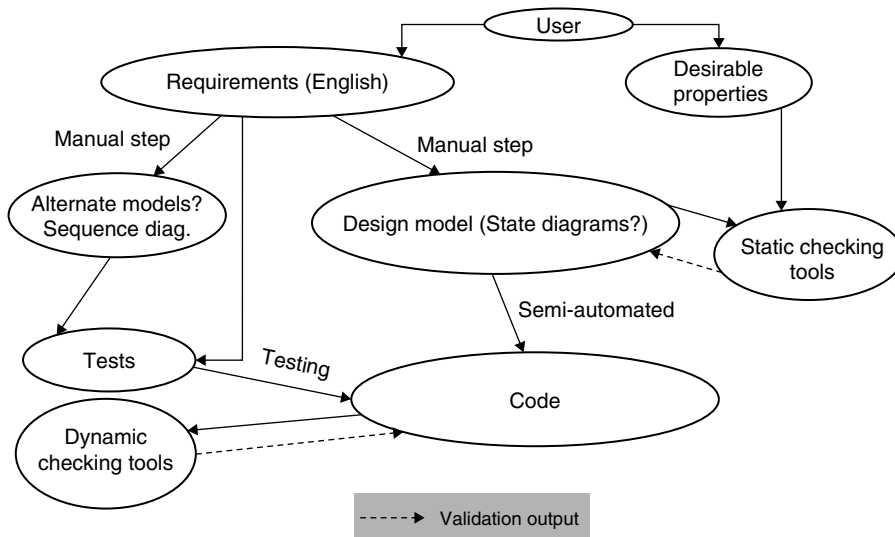 User
Requirements (English)
Desirable
properties
Manual step
Manual step
Alternate models?
Sequence diag.
Design model (State diagrams?)
Static checking
tools
Semi-automated
Tests
Testing
Code
Dynamic
checking tools
Validation output